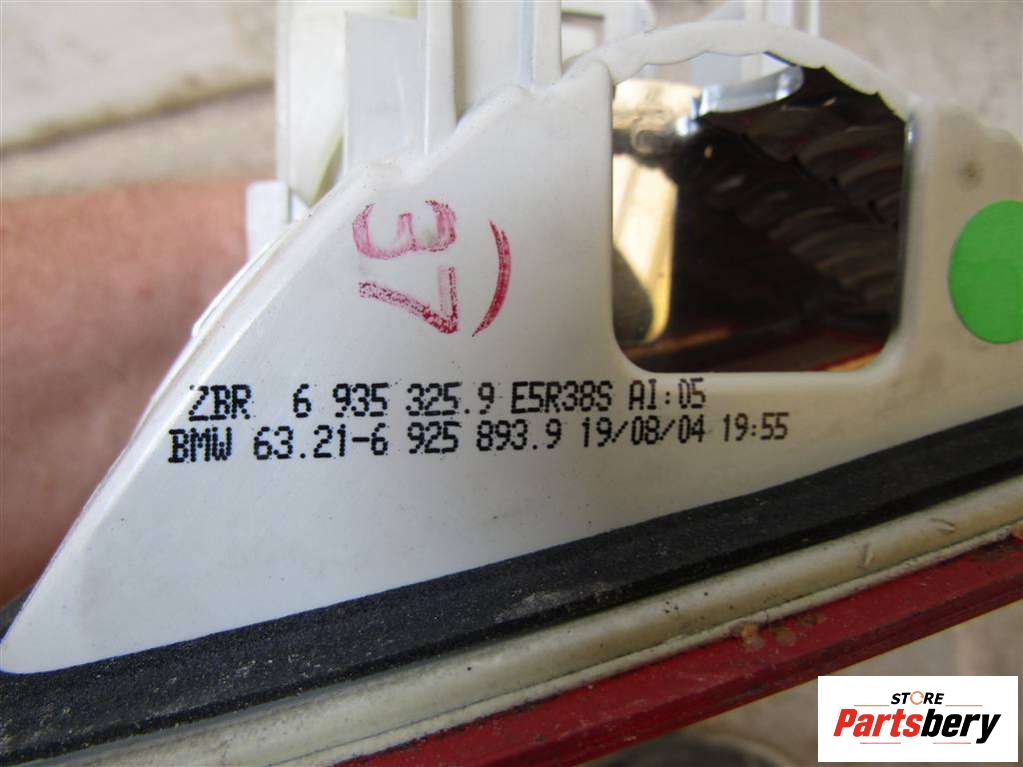 37)
ZBR 6 935 325.9 E5R38S AI:05
BMW 63.21-6 925 893.9 19/08/04 19:55
STORE
Partsbery